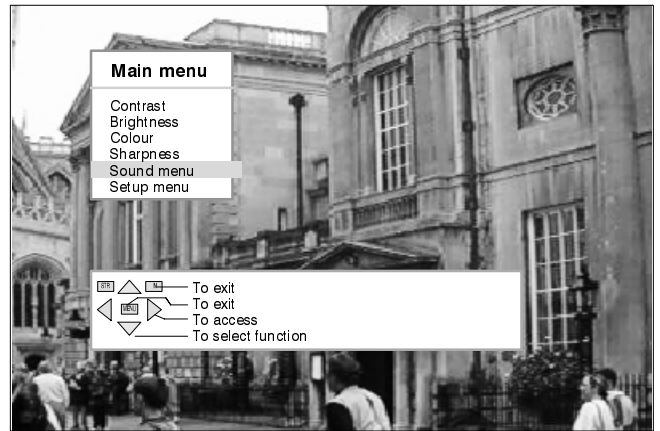 Main menu
Contrast
Brightness
Colour
Sharpness
Sound menu
Setup menu
STR
To exit
MENU
To exit
To access
To select function